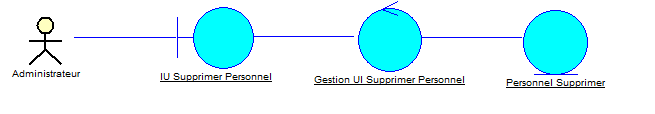 Administrateur
IU Supprimer Personnel
Gestion UI Supprimer Personnel
Personnel Supprimer